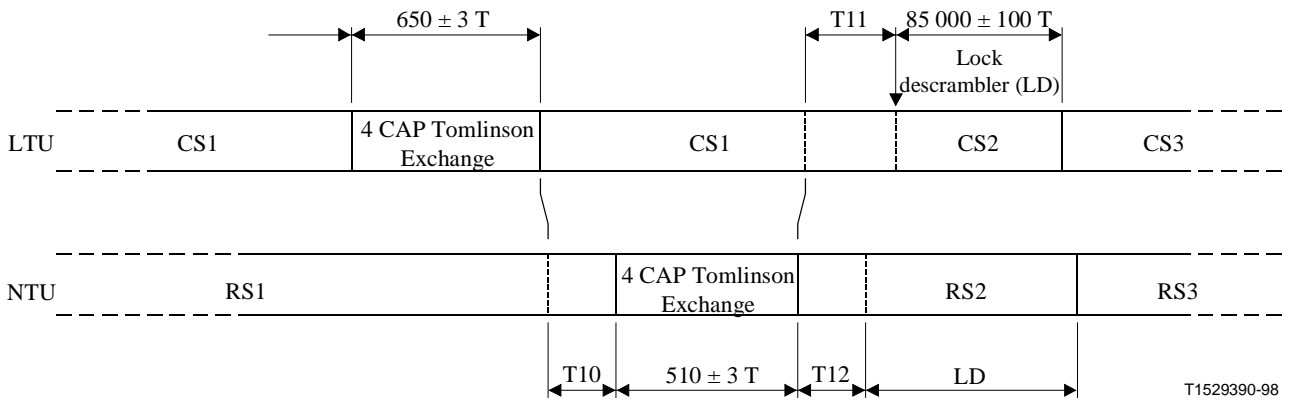 650 ± 3 T
T11
85 000 ± 100 T
Lock
descrambler (LD)
LTU
CS1
4 CAP Tomlinson
Exchange
CS1
CS2
CS3
NTU
RS1
4 CAP Tomlinson
Exchange
RS2
RS3
T10
510 ± 3 T
T12
LD
T1529390-98